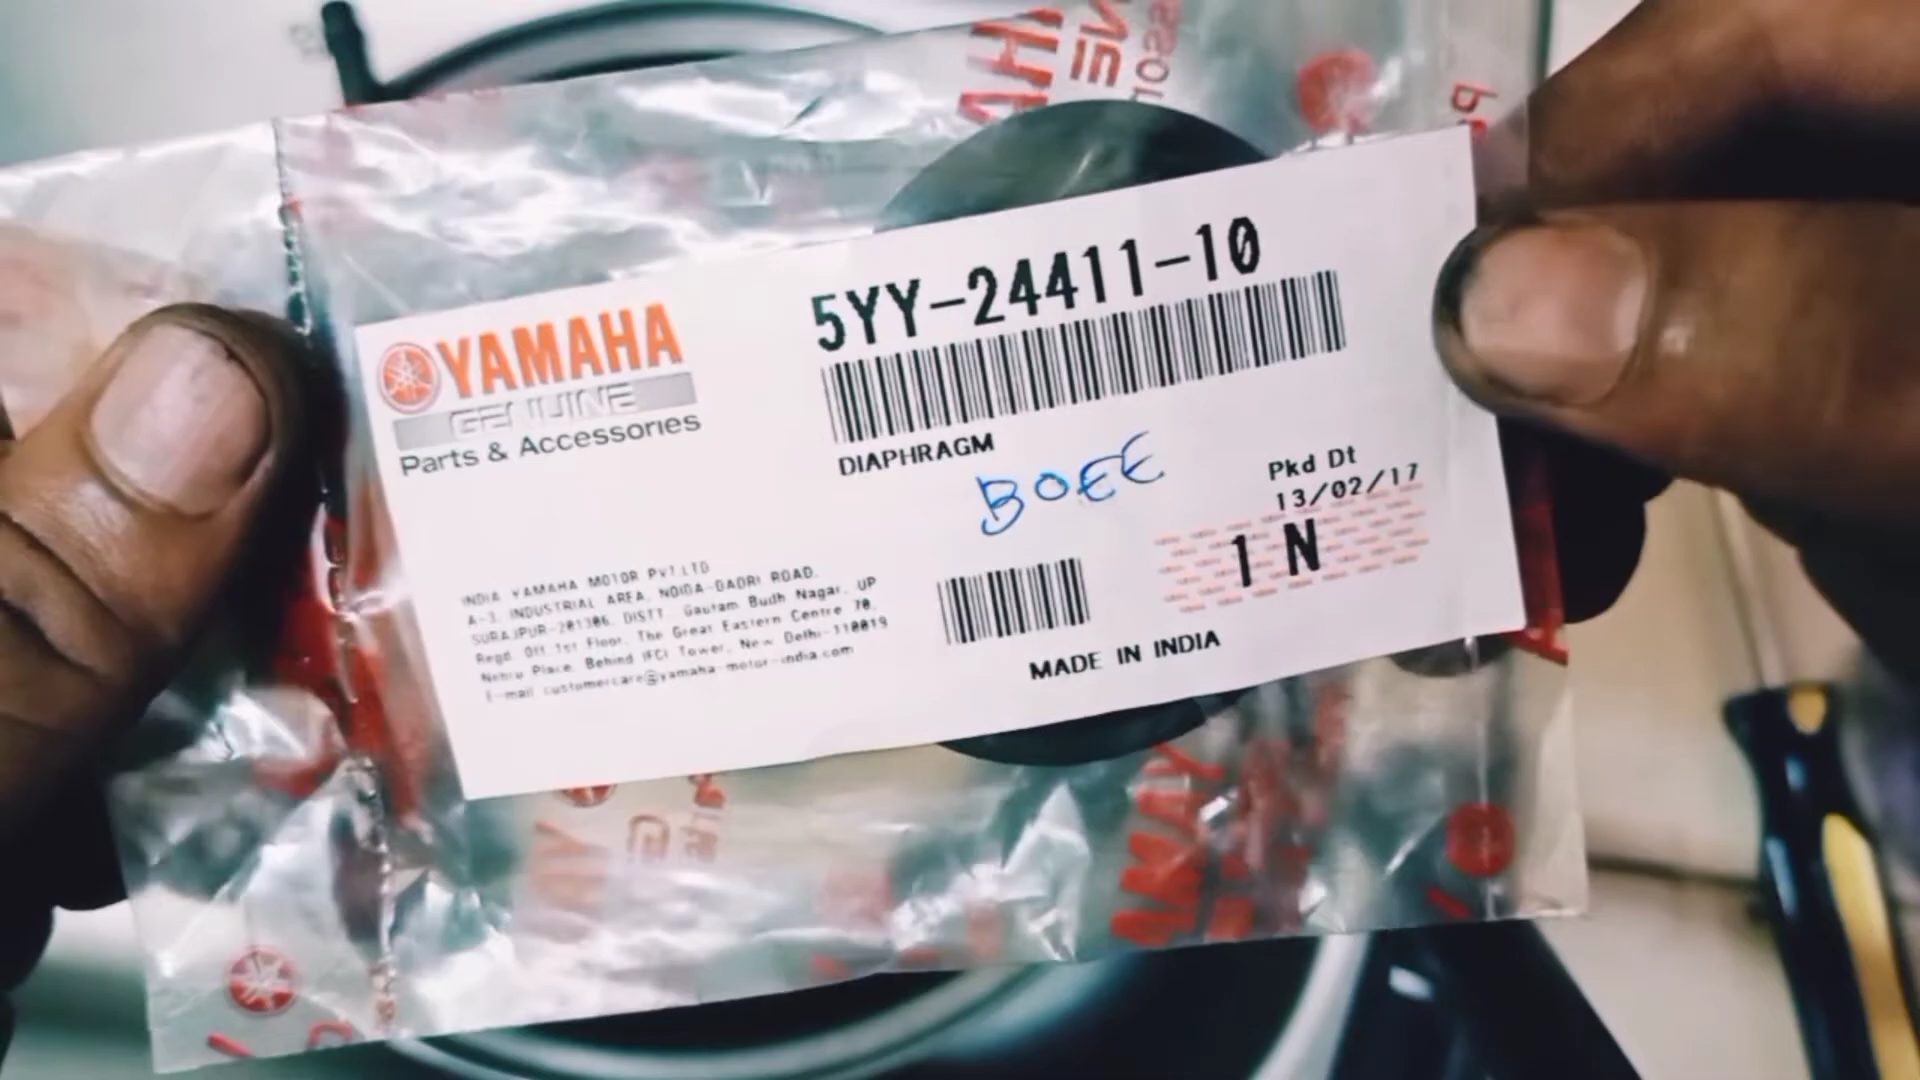 5YY-24411-10
YAMAHA
GENUINE
Parts & Accessories
DIAPHRAGM
BOEE
Pkd Dt
13/02/17
1 N
INDIA YAMAHA MOTOR PVT.LTD
A-3, INDUSTRIAL AREA, NOIDA-DADRI ROAD,
SURAJPUR-201306, DISTT. Gautam Budh Nagar, UP
Regd. Off 1st Floor, The Great Eastern Centre 70,
Nehru Place, Behind IFCI Tower, New Delhi-110019
E-mail customercare@yamaha-motor-india.com
MADE IN INDIA